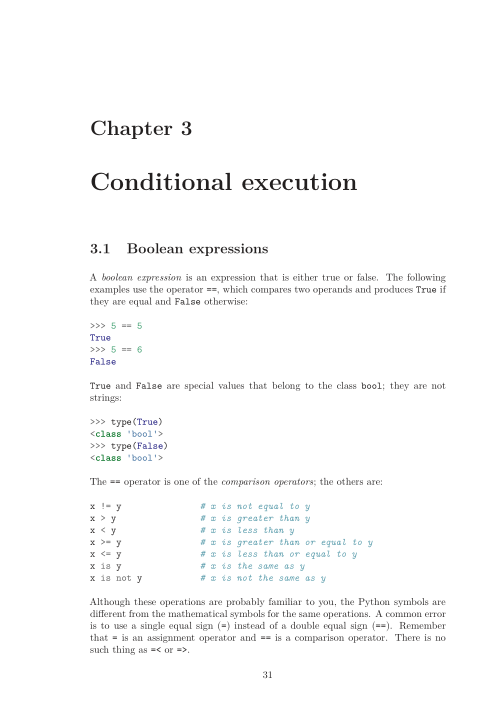 Chapter 3
Conditional execution
3.1 Boolean expressions
A boolean expression is an expression that is either true or false. The following
examples use the operator ==, which compares two operands and produces True if
they are equal and False otherwise:
>>> 5 == 5
True
>>> 5 == 6
False
True and False are special values that belong to the class bool; they are not
strings:
>>> type(True)
<class 'bool'>
>>> type(False)
<class 'bool'>
The == operator is one of the comparison operators; the others are:
x != y # x is not equal to y
x > y # x is greater than y
x < y # x is less than y
x >= y # x is greater than or equal to y
x <= y # x is less than or equal to y
x is y # x is the same as y
x is not y # x is not the same as y
Although these operations are probably familiar to you, the Python symbols are
different from the mathematical symbols for the same operations. A common error
is to use a single equal sign (=) instead of a double equal sign (==). Remember
that = is an assignment operator and == is a comparison operator. There is no
such thing as =< or =>.
31